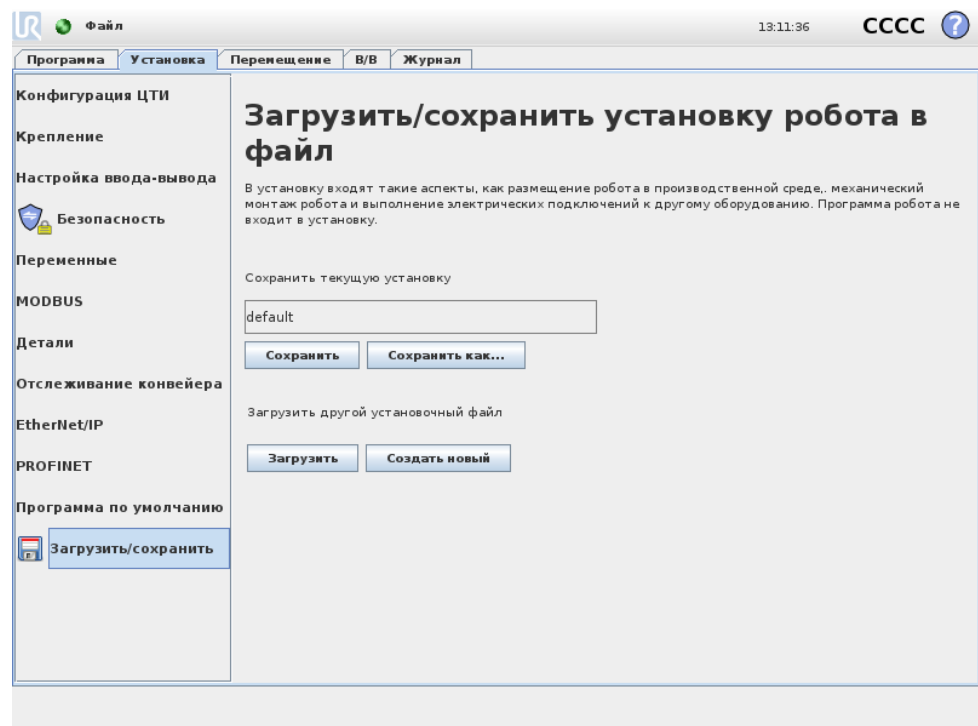 UR
Файл
13:11:36
CCCC
?
Программа
Установка
Перемещение
В/В
Журнал
Конфигурация ЦТИ
Крепление
Настройка ввода-вывода
Безопасность
Переменные
MODBUS
Детали
Отслеживание конвейера
EtherNet/IP
PROFINET
Программа по умолчанию
Загрузить/сохранить
Загрузить/сохранить установку робота в
файл
В установку входят такие аспекты, как размещение робота в производственной среде,. механический
монтаж робота и выполнение электрических подключений к другому оборудованию. Программа робота не
входит в установку.
Сохранить текущую установку
default
Сохранить
Сохранить как...
Загрузить другой установочный файл
Загрузить
Создать новый